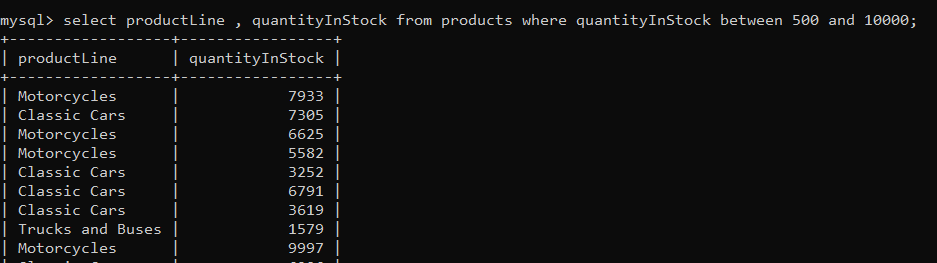 mysql> select productLine , quantityInStock from products where quantityInStock between 500 and 10000;
+------------------+-----------------+
| productLine      | quantityInStock |
+------------------+-----------------+
| Motorcycles      |            7933 |
| Classic Cars     |            7305 |
| Motorcycles      |            6625 |
| Motorcycles      |            5582 |
| Classic Cars     |            3252 |
| Classic Cars     |            6791 |
| Classic Cars     |            3619 |
| Trucks and Buses |            1579 |
| Motorcycles      |            9997 |